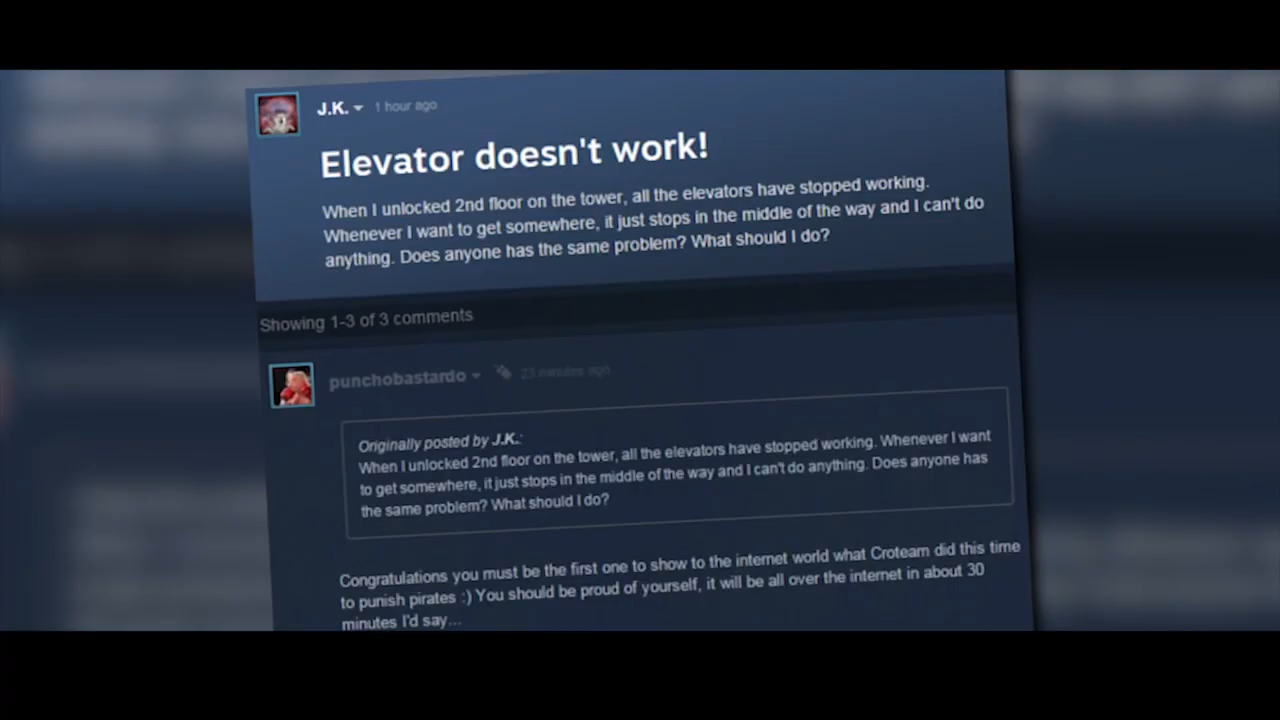 J.K. 1 hour ago
Elevator doesn't work!
When I unlocked 2nd floor on the tower, all the elevators have stopped working.
Whenever I want to get somewhere, it just stops in the middle of the way and I can't do
anything. Does anyone has the same problem? What should I do?
Showing 1-3 of 3 comments
punchobastardo 23 minutes ago
Originally posted by J.K.:
When I unlocked 2nd floor on the tower, all the elevators have stopped working. Whenever I want
to get somewhere, it just stops in the middle of the way and I can't do anything. Does anyone has
the same problem? What should I do?
Congratulations you must be the first one to show to the internet world what Croteam did this time
to punish pirates :) You should be proud of yourself, it will be all over the internet in about 30
minutes I'd say...